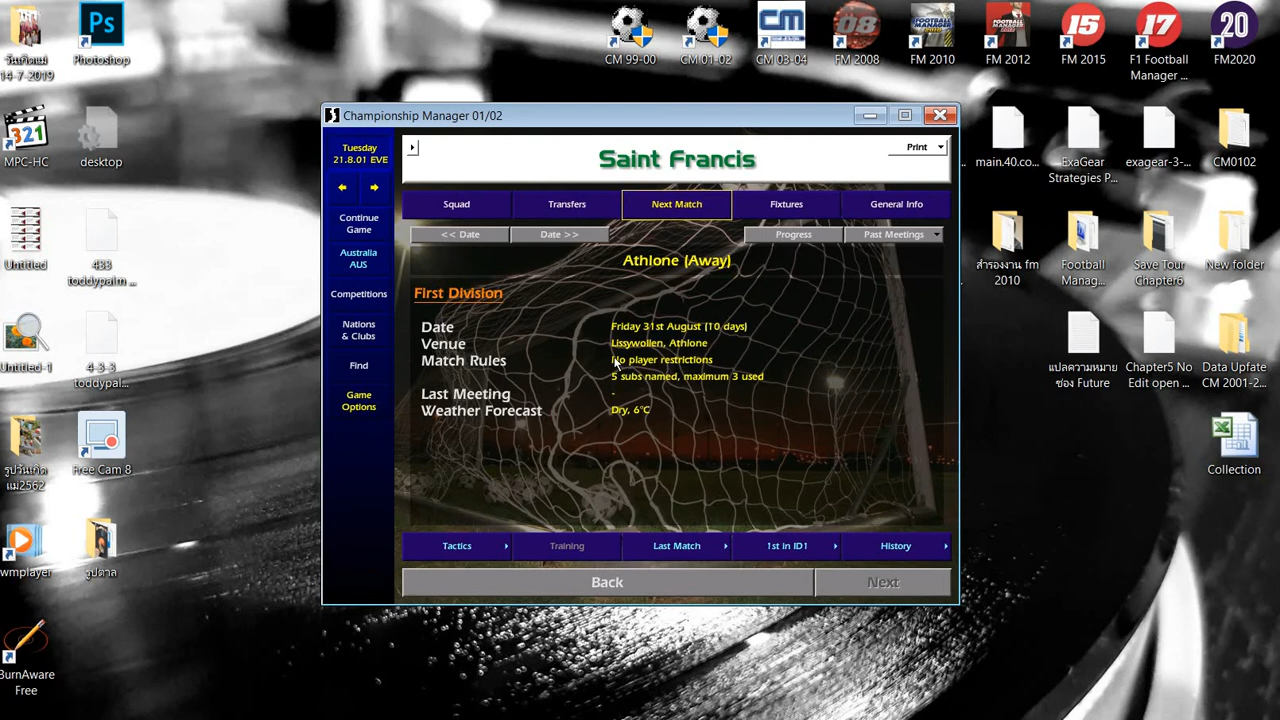 วันเกิดแม่
14-7-2019
Photoshop
CM 99-00
CM 01-02
CM 03-04
FM 2008
FM 2010
FM 2012
FM 2015
F1 Football
Manager ...
FM2020
MPC-HC
desktop
main.40.co...
ExaGear
Strategies P...
exagear-3-...
CM0102
Untitled
433
toddypalm ...
สำรองงาน fm
2010
Football
Manag...
Save Tour
Chapter6
New folder
Untitled-1
4-3-3
toddypal...
แปลความหมาย
ช่อง Future
Chapter5 No
Edit open ...
Data Upfate
CM 2001-2...
รูปวันเกิด
แม่2562
Free Cam 8
Collection
wmplayer
รูปตาล
BurnAware
Free
Championship Manager 01/02
Tuesday
21.8.01 EVE
Continue
Game
Australia
AUS
Competitions
Nations
& Clubs
Find
Game
Options
Saint Francis
Print
Squad
Transfers
Next Match
Fixtures
General Info
<< Date
Date >>
Progress
Past Meetings
Athlone (Away)
First Division
Date Friday 31st August (10 days)
Venue Lissywollen, Athlone
Match Rules No player restrictions
5 subs named, maximum 3 used
Last Meeting -
Weather Forecast Dry, 6°C
Tactics
Training
Last Match
1st in ID1
History
Back
Next